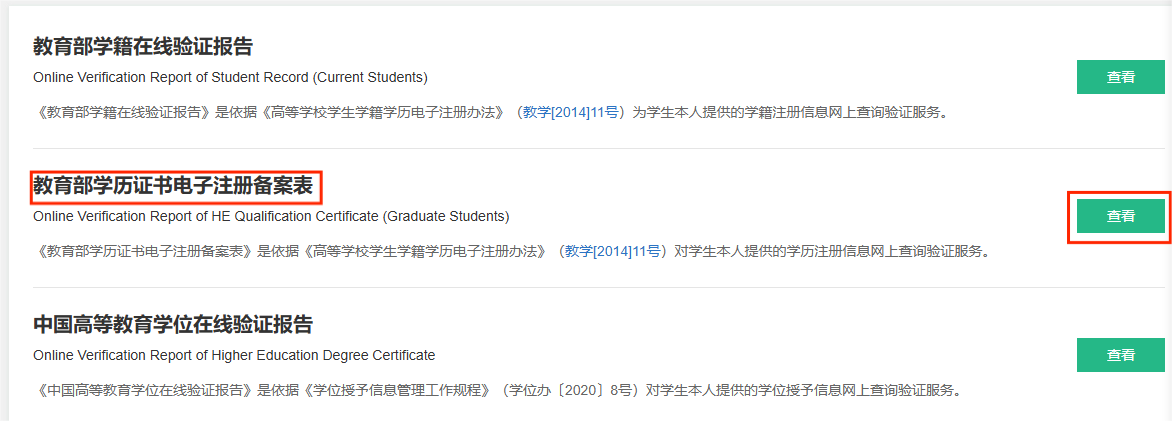 教育部学籍在线验证报告
Online Verification Report of Student Record (Current Students)
查看
《教育部学籍在线验证报告》是依据《高等学校学生学籍学历电子注册办法》（教学[2014]11号）为学生本人提供的学籍注册信息网上查询验证服务。
教育部学历证书电子注册备案表
Online Verification Report of HE Qualification Certificate (Graduate Students)
查看
《教育部学历证书电子注册备案表》是依据《高等学校学生学籍学历电子注册办法》（教学[2014]11号）对学生本人提供的学历注册信息网上查询验证服务。
中国高等教育学位在线验证报告
Online Verification Report of Higher Education Degree Certificate
查看
《中国高等教育学位在线验证报告》是依据《学位授予信息管理工作规程》（学位办〔2020〕8号）对学生本人提供的学位授予信息网上查询验证服务。